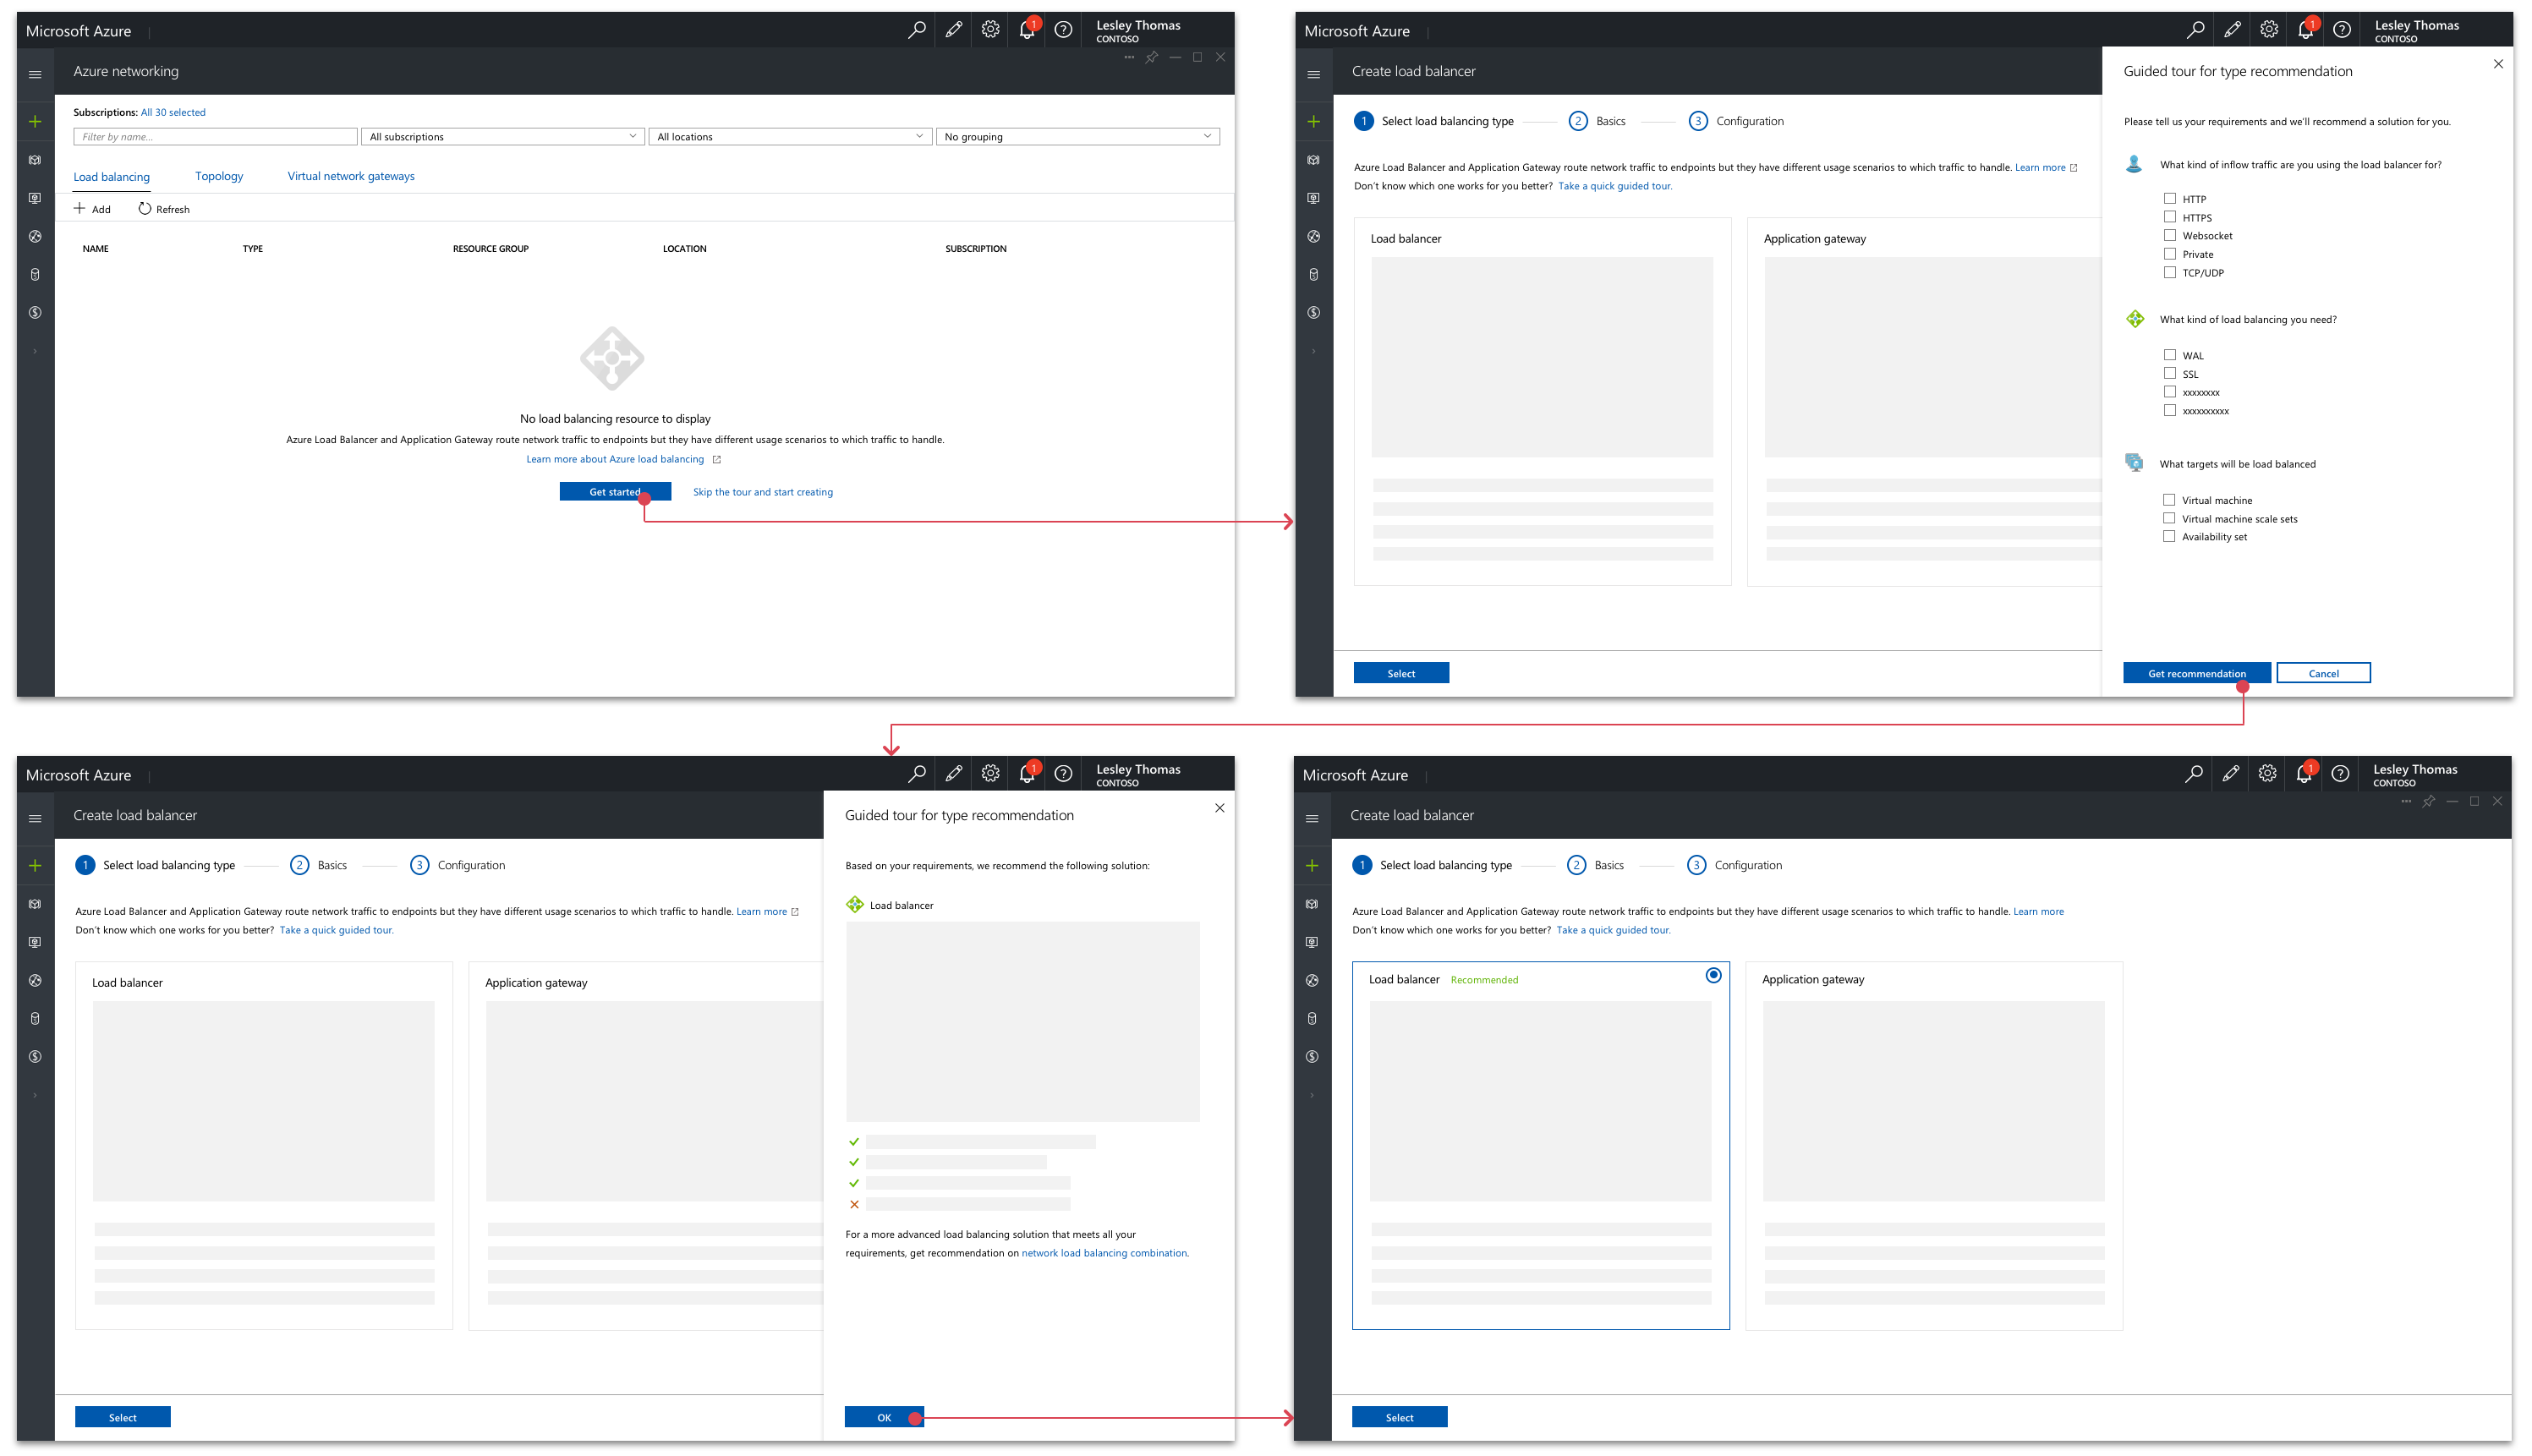 Microsoft Azure
1
Lesley Thomas
CONTOSO
Azure networking
Subscriptions: All 30 selected
Filter by name...
All subscriptions
All locations
No grouping
Load balancing
Topology
Virtual network gateways
Add
Refresh
NAME
TYPE
RESOURCE GROUP
LOCATION
SUBSCRIPTION
No load balancing resource to display
Azure Load Balancer and Application Gateway route network traffic to endpoints but they have different usage scenarios to which traffic to handle.
Learn more about Azure load balancing
Get started
Skip the tour and start creating
Microsoft Azure
1
Lesley Thomas
CONTOSO
Create load balancer
1 Select load balancing type
2 Basics
3 Configuration
Azure Load Balancer and Application Gateway route network traffic to endpoints but they have different usage scenarios to which traffic to handle. Learn more
Don't know which one works for you better? Take a quick guided tour.
Load balancer
Application gateway
Select
Guided tour for type recommendation
Please tell us your requirements and we'll recommend a solution for you.
What kind of inflow traffic are you using the load balancer for?
HTTP
HTTPS
Websocket
Private
TCP/UDP
What kind of load balancing you need?
WAL
SSL
xxxxxxxx
xxxxxxxxxx
What targets will be load balanced
Virtual machine
Virtual machine scale sets
Availability set
Get recommendation
Cancel
Microsoft Azure
1
Lesley Thomas
CONTOSO
Create load balancer
1 Select load balancing type
2 Basics
3 Configuration
Azure Load Balancer and Application Gateway route network traffic to endpoints but they have different usage scenarios to which traffic to handle. Learn more
Don't know which one works for you better? Take a quick guided tour.
Load balancer
Application gateway
Select
Guided tour for type recommendation
Based on your requirements, we recommend the following solution:
Load balancer
For a more advanced load balancing solution that meets all your
requirements, get recommendation on network load balancing combination.
OK
Microsoft Azure
1
Lesley Thomas
CONTOSO
Create load balancer
1 Select load balancing type
2 Basics
3 Configuration
Azure Load Balancer and Application Gateway route network traffic to endpoints but they have different usage scenarios to which traffic to handle. Learn more
Don't know which one works for you better? Take a quick guided tour.
Load balancer Recommended
Application gateway
Select